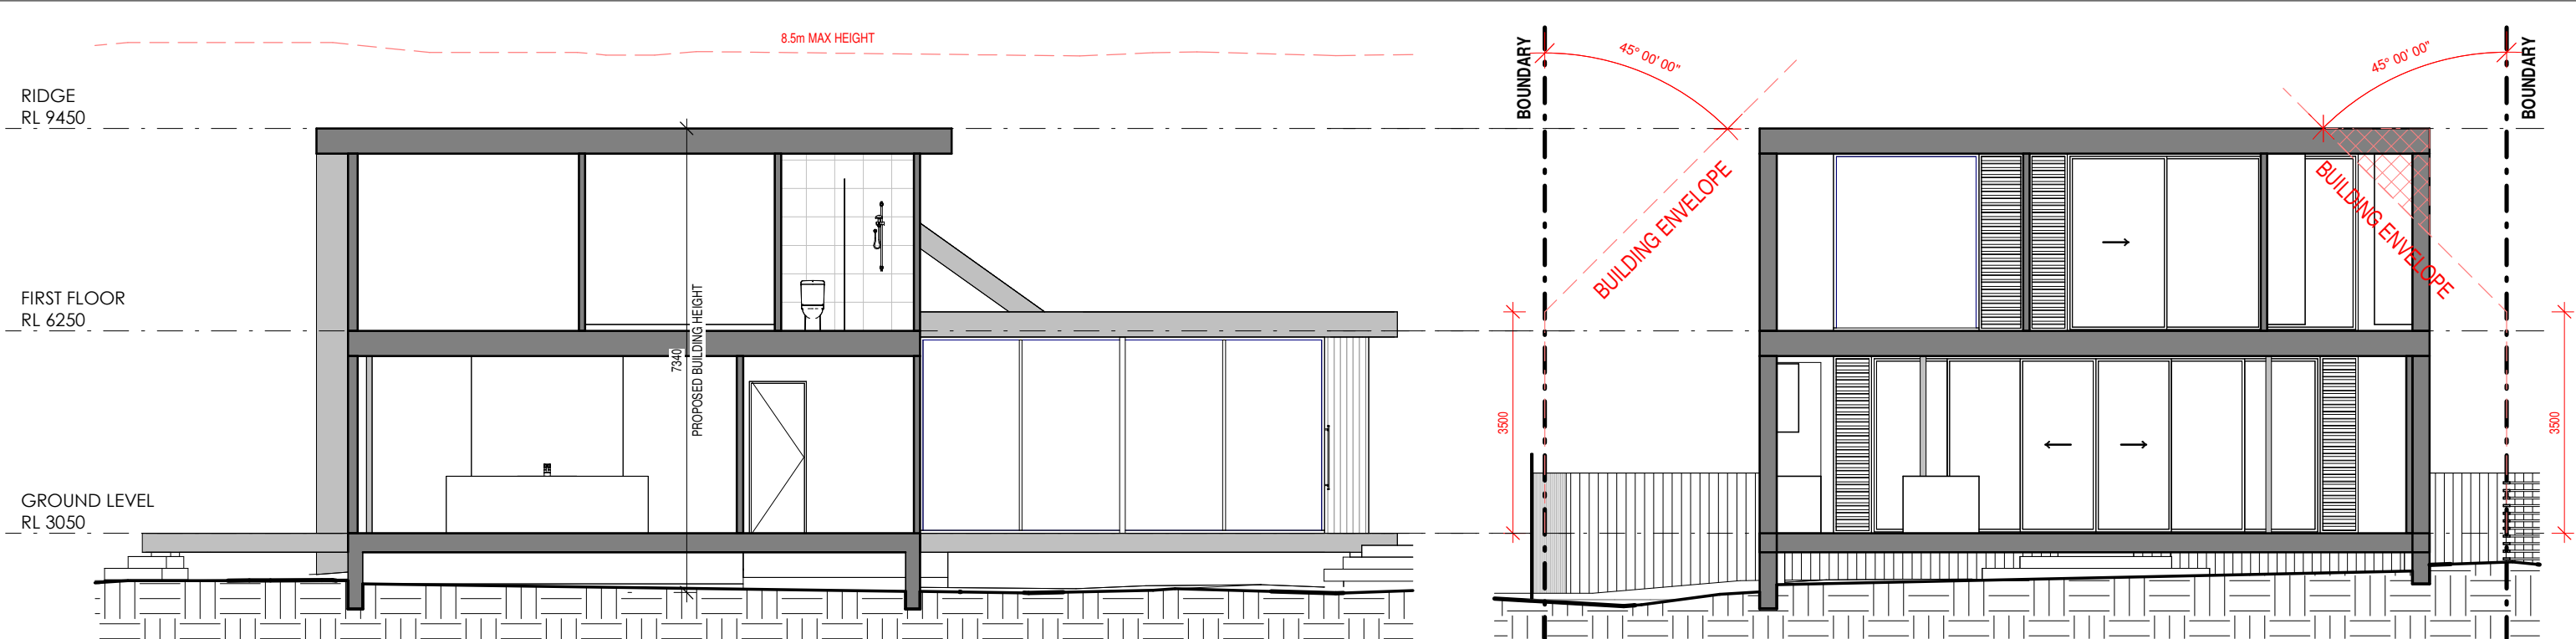 8.5m MAX HEIGHT
RIDGE
RL 9450
FIRST FLOOR
RL 6250
GROUND LEVEL
RL 3050
7340
PROPOSED BUILDING HEIGHT
BOUNDARY
45° 00' 00"
BUILDING ENVELOPE
3500
45° 00' 00"
BOUNDARY
BUILDING ENVELOPE
3500